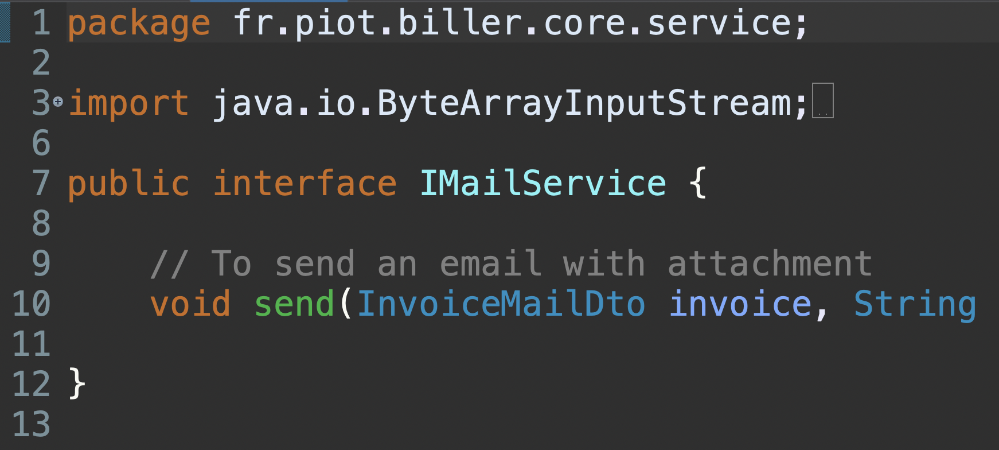 1 package fr.piot.biller.core.service;
2
3 import java.io.ByteArrayInputStream;
6
7 public interface IMailService {
8
9 // To send an email with attachment
10 void send(InvoiceMailDto invoice, String
11
12 }
13